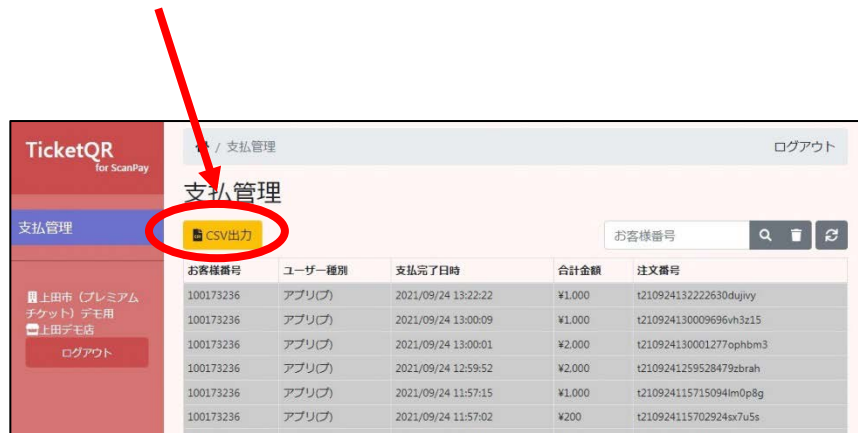 TicketQR
for ScanPay
/ 支払管理
ログアウト
支払管理
支払管理
CSV出力
お客様番号
お客様番号 ユーザー種別 支払完了日時 合計金額 注文番号
100173236 アプリ(プ) 2021/09/24 13:22:22 ¥1,000 t210924132222630dujivy
100173236 アプリ(プ) 2021/09/24 13:00:09 ¥1,000 t210924130009696vh3z15
100173236 アプリ(プ) 2021/09/24 13:00:01 ¥2,000 t210924130001277ophbm3
100173236 アプリ(プ) 2021/09/24 12:59:52 ¥2,000 t2109241259528479zbrah
100173236 アプリ(プ) 2021/09/24 11:57:15 ¥1,000 t210924115715094lm0p8g
100173236 アプリ(プ) 2021/09/24 11:57:02 ¥200 t210924115702924sx7u5s
上田市（プレミアム
チケット）デモ用
上田デモ店
ログアウト